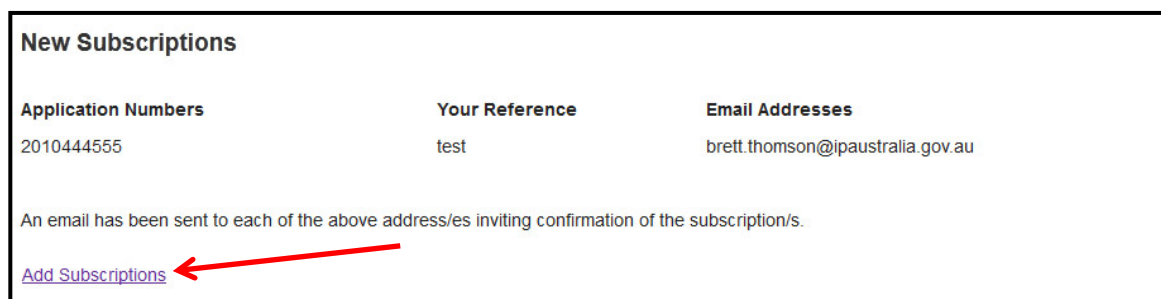 New Subscriptions
Application Numbers Your Reference Email Addresses
2010444555 test brett.thomson@ipaustralia.gov.au
An email has been sent to each of the above address/es inviting confirmation of the subscription/s.
Add Subscriptions